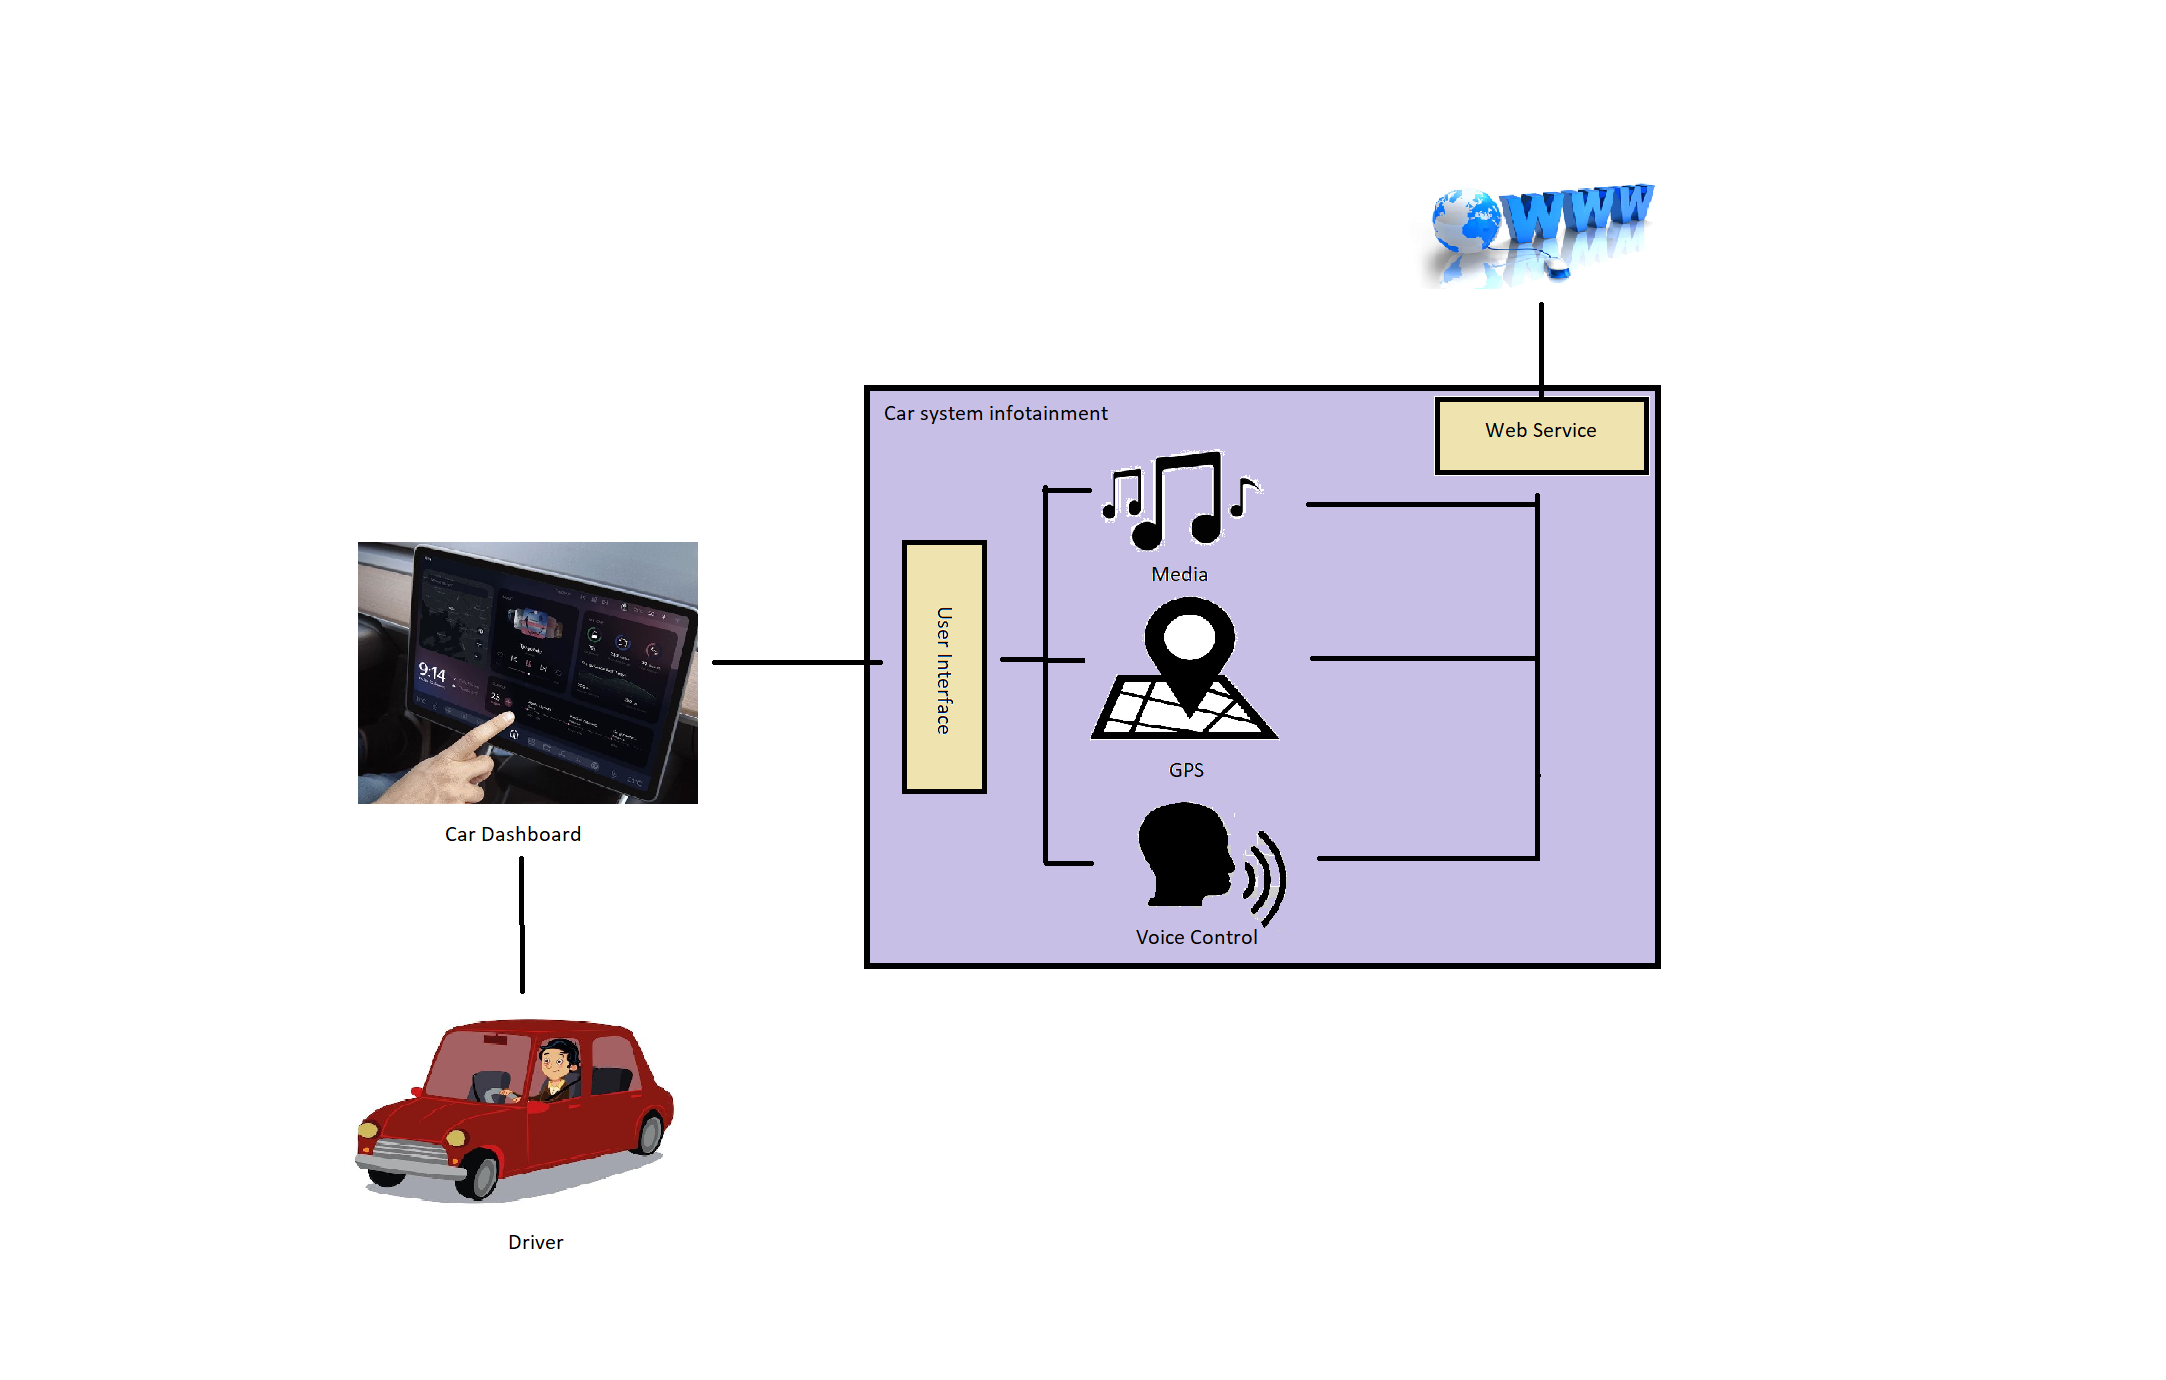 WWW
Car system infotainment
Web Service
Media
User Interface
GPS
Voice Control
9:14
Car Dashboard
Driver